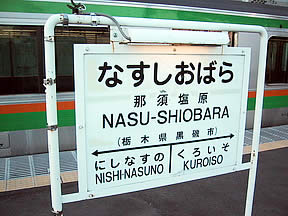 なすしおばら
那須塩原
NASU-SHIOBARA
(栃木県黒磯市)
にしなすの くろいそ
NISHI-NASUNO KUROISO